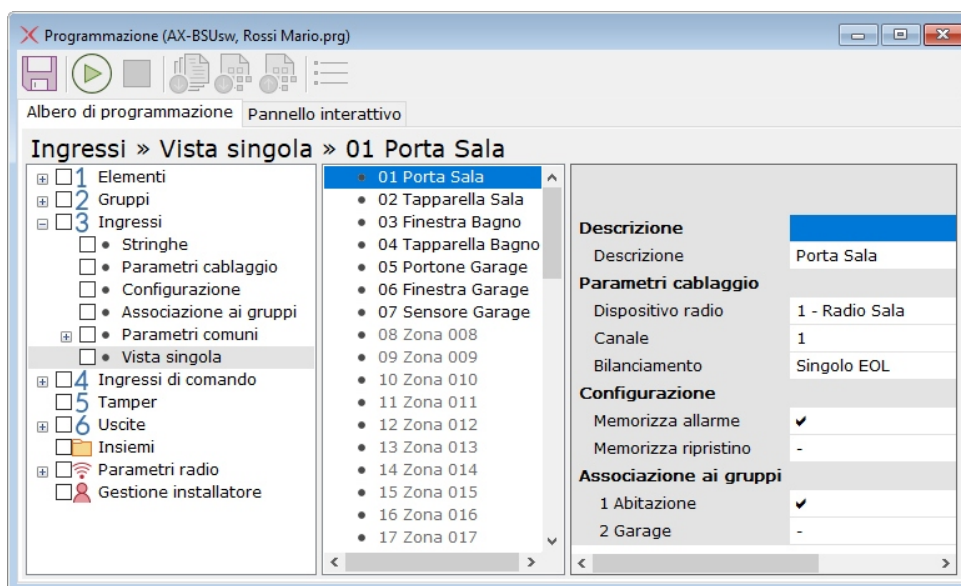 Programmazione (AX-BSUsw, Rossi Mario.prg)
Albero di programmazione
Pannello interattivo
Ingressi » Vista singola » 01 Porta Sala
1 Elementi
2 Gruppi
3 Ingressi
Stringhe
Parametri cablaggio
Configurazione
Associazione ai gruppi
Parametri comuni
Vista singola
4 Ingressi di comando
5 Tamper
6 Uscite
Insiemi
Parametri radio
Gestione installatore
01 Porta Sala
02 Tapparella Sala
03 Finestra Bagno
04 Tapparella Bagno
05 Portone Garage
06 Finestra Garage
07 Sensore Garage
08 Zona 008
09 Zona 009
10 Zona 010
11 Zona 011
12 Zona 012
13 Zona 013
14 Zona 014
15 Zona 015
16 Zona 016
17 Zona 017
Descrizione
Descrizione Porta Sala
Parametri cablaggio
Dispositivo radio 1 - Radio Sala
Canale 1
Bilanciamento Singolo EOL
Configurazione
Memorizza allarme ✔
Memorizza ripristino -
Associazione ai gruppi
1 Abitazione ✔
2 Garage -